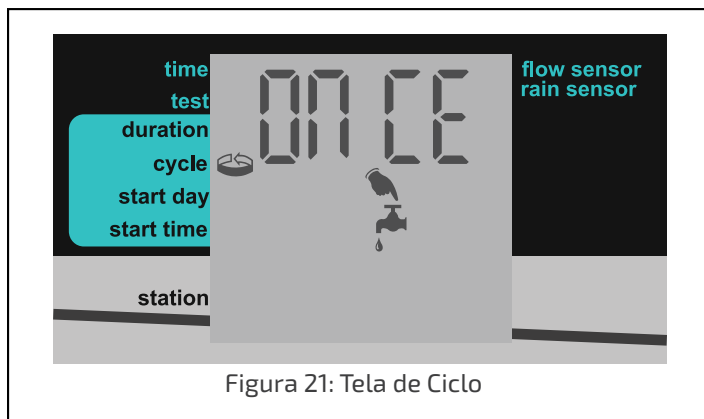 time
test
duration
cycle
start day
start time
station
ONCE
flow sensor
rain sensor
Figura 21: Tela de Ciclo